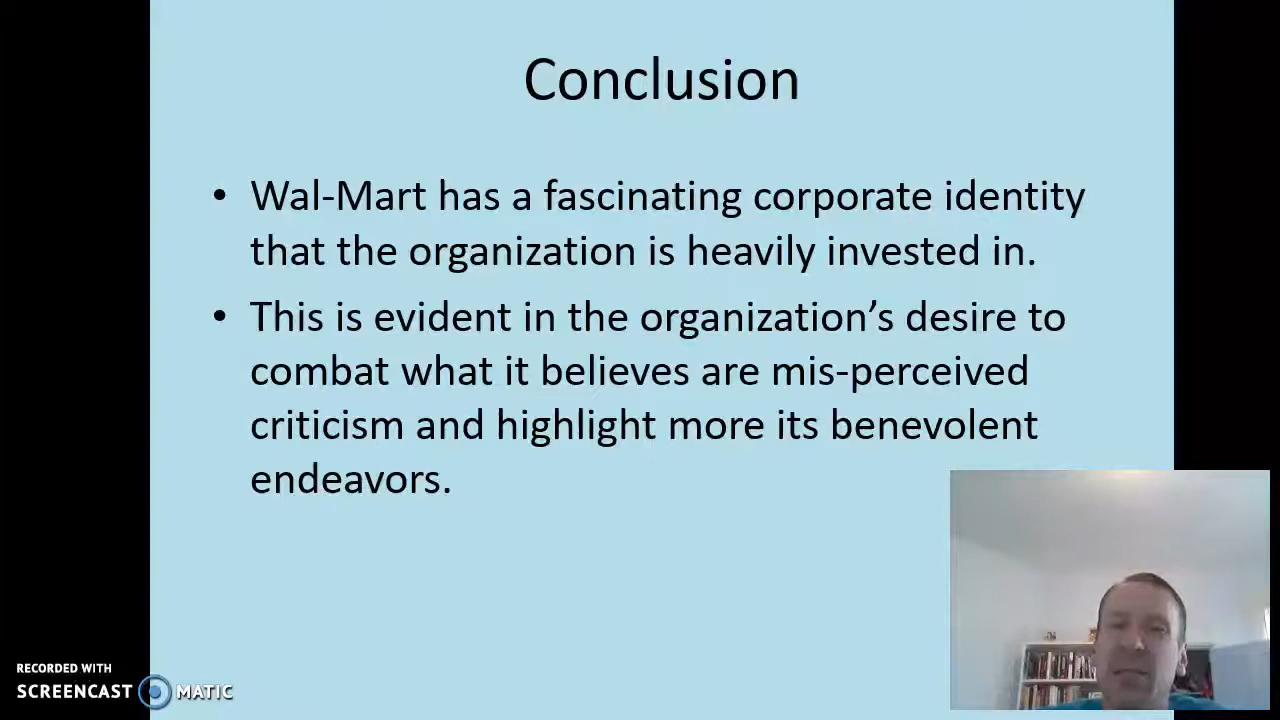 Conclusion
• Wal-Mart has a fascinating corporate identity
that the organization is heavily invested in.
• This is evident in the organization’s desire to
combat what it believes are mis-perceived
criticism and highlight more its benevolent
endeavors.
RECORDED WITH
SCREENCAST MATIC